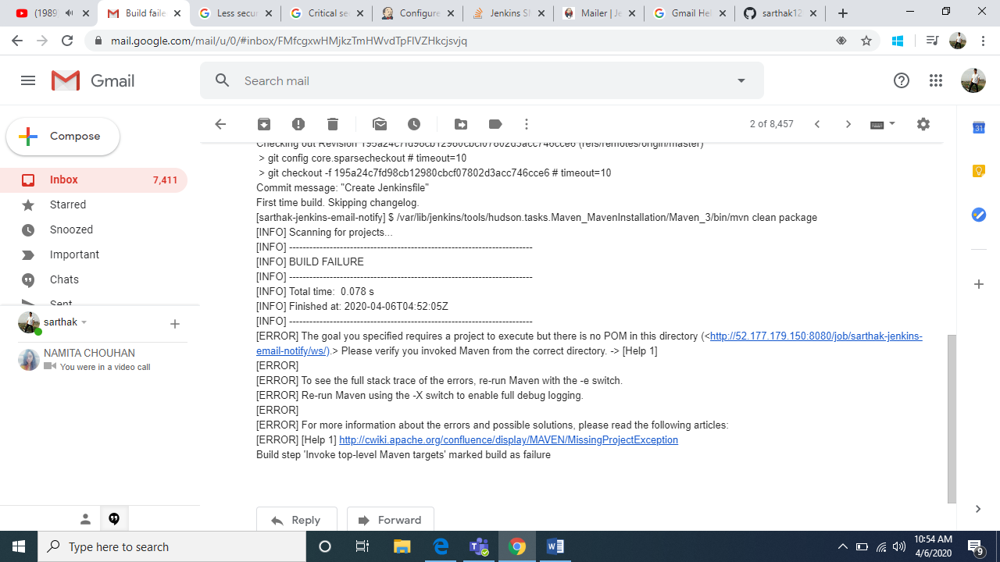 (1989)
Build faile
Less secur
Critical se
Configure
Jenkins Sl
Mailer | Je
Gmail Hel
sarthak12
mail.google.com/mail/u/0/#inbox/FMfcgxwHMjkzTmHWvdTpFlVZHkcjsvjq
Gmail
Search mail
Compose
2 of 8,457
Inbox 7,411
Starred
Snoozed
Important
Chats
Sent
sarthak
NAMITA CHOUHAN
You were in a video call
Checking out Revision 195a24c7fd98cb12980cbcf07802d3acc746cce6 (refs/remotes/origin/master)
> git config core.sparsecheckout # timeout=10
> git checkout -f 195a24c7fd98cb12980cbcf07802d3acc746cce6 # timeout=10
Commit message: "Create Jenkinsfile"
First time build. Skipping changelog.
[sarthak-jenkins-email-notify] $ /var/lib/jenkins/tools/hudson.tasks.Maven_MavenInstallation/Maven_3/bin/mvn clean package
[INFO] Scanning for projects...
[INFO] ------------------------------------------------------------------------
[INFO] BUILD FAILURE
[INFO] ------------------------------------------------------------------------
[INFO] Total time:  0.078 s
[INFO] Finished at: 2020-04-06T04:52:05Z
[INFO] ------------------------------------------------------------------------
[ERROR] The goal you specified requires a project to execute but there is no POM in this directory (<http://52.177.179.150:8080/job/sarthak-jenkins-
email-notify/ws/).> Please verify you invoked Maven from the correct directory. -> [Help 1]
[ERROR]
[ERROR] To see the full stack trace of the errors, re-run Maven with the -e switch.
[ERROR] Re-run Maven using the -X switch to enable full debug logging.
[ERROR]
[ERROR] For more information about the errors and possible solutions, please read the following articles:
[ERROR] [Help 1] http://cwiki.apache.org/confluence/display/MAVEN/MissingProjectException
Build step 'Invoke top-level Maven targets' marked build as failure
Reply
Forward
31
Type here to search
10:54 AM
4/6/2020
9